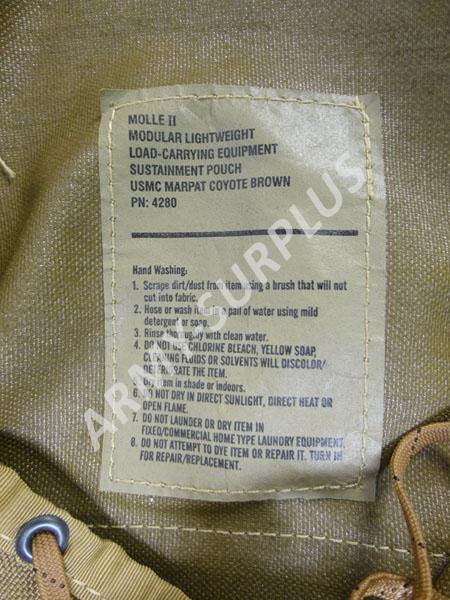 MOLLE II
MODULAR LIGHTWEIGHT
LOAD-CARRYING EQUIPMENT
SUSTAINMENT POUCH
USMC MARPAT COYOTE BROWN
PN: 4280
Hand Washing:
1. Scrape dirt/dust from item using a brush that will not
cut into fabric.
2. Hose or wash item in a pail of water using mild
detergent or soap.
3. Rinse thoroughly with clean water.
4. DO NOT USE CHLORINE BLEACH, YELLOW SOAP,
CLEANING FLUIDS OR SOLVENTS WILL DISCOLOR/
DETERIORATE THE ITEM.
5. Dry item in shade or indoors.
6. DO NOT DRY IN DIRECT SUNLIGHT, DIRECT HEAT OR
OPEN FLAME.
7. DO NOT LAUNDER OR DRY ITEM IN
FIXED/COMMERCIAL HOME TYPE LAUNDRY EQUIPMENT.
8. DO NOT ATTEMPT TO DYE ITEM OR REPAIR IT. TURN IN
FOR REPAIR/REPLACEMENT.
ARMY SURPLUS